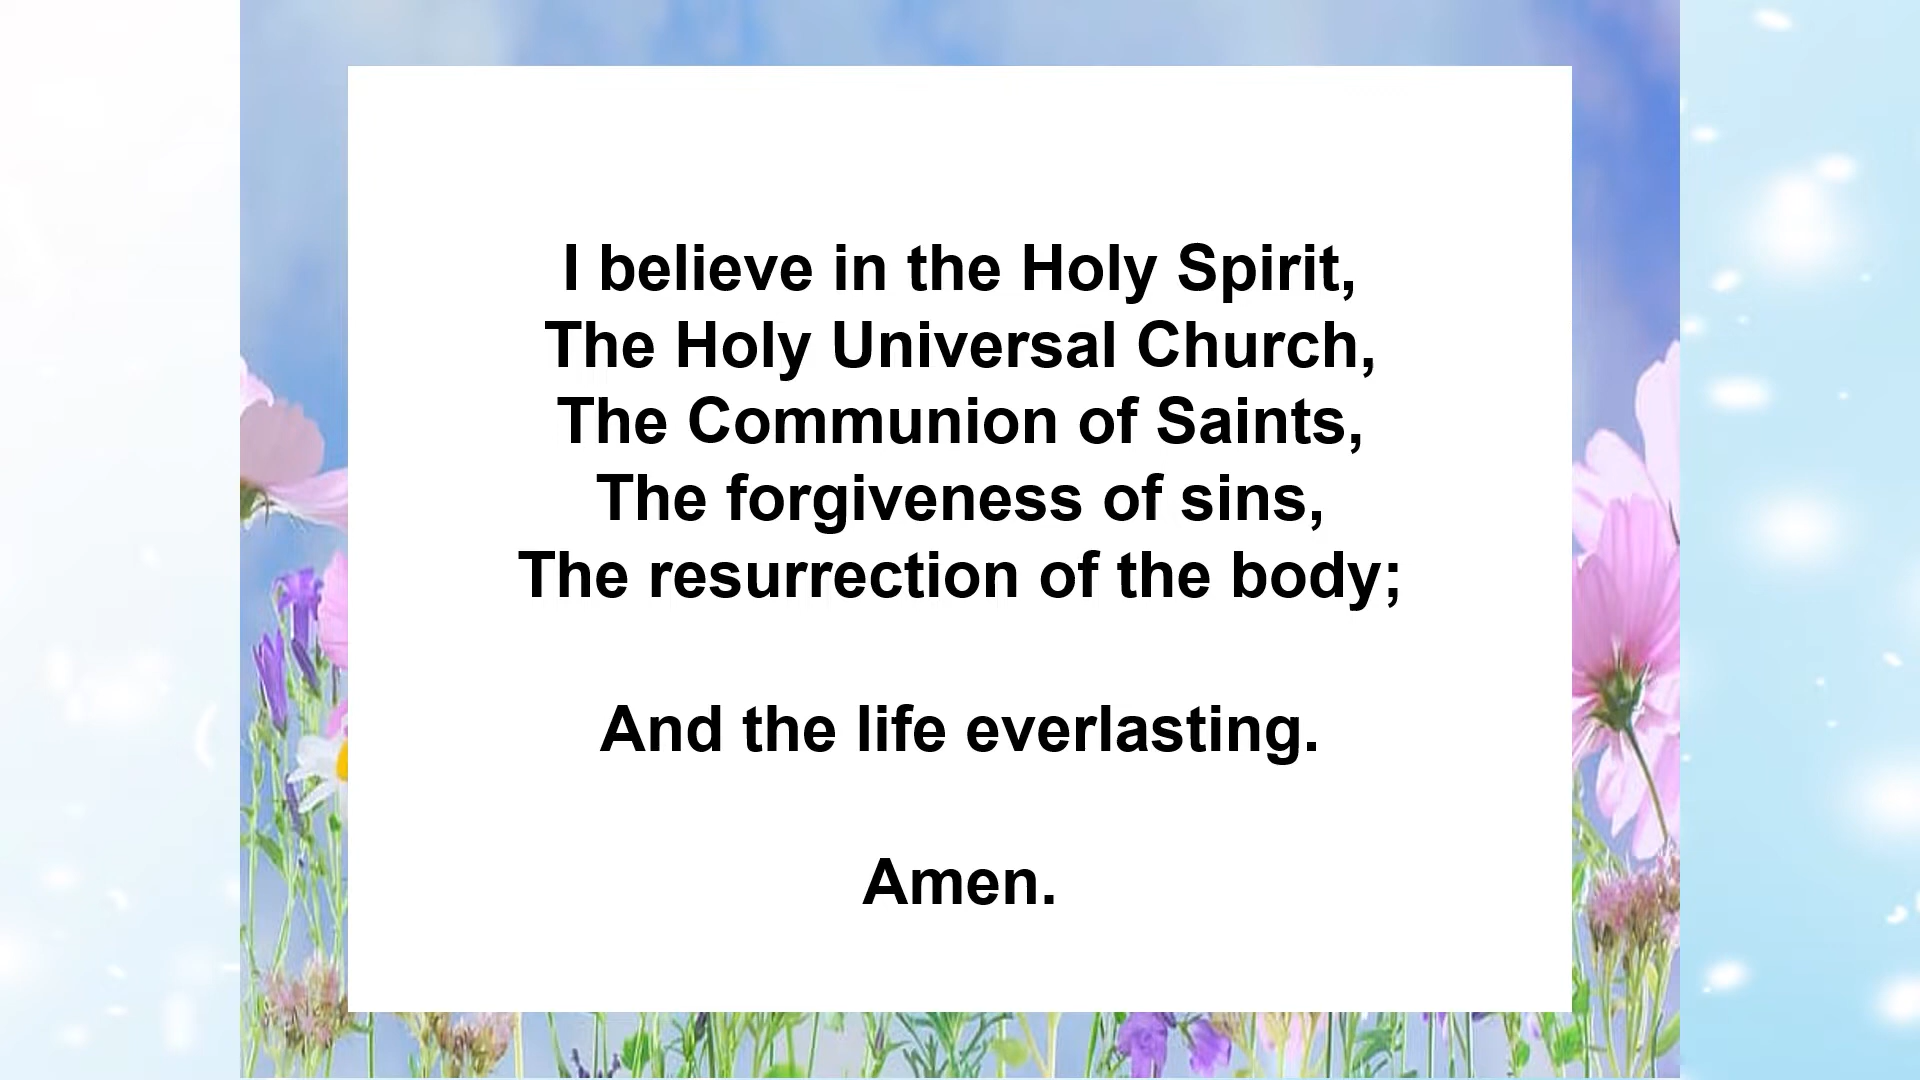 I believe in the Holy Spirit,
The Holy Universal Church,
The Communion of Saints,
The forgiveness of sins,
The resurrection of the body;
And the life everlasting.
Amen.